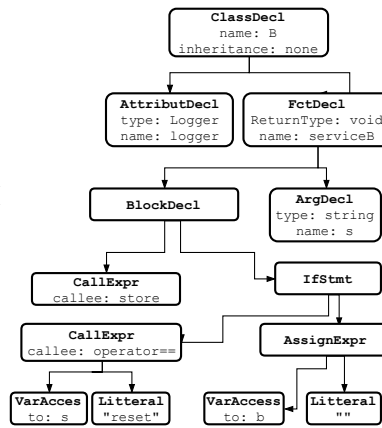 ClassDecl
name: B
inheritance: none
AttributDecl
type: Logger
name: logger
FctDecl
ReturnType: void
name: serviceB
BlockDecl
ArgDecl
type: string
name: s
CallExpr
callee: store
IfStmt
CallExpr
callee: operator==
AssignExpr
VarAcces
to: s
Litteral
"reset"
VarAccess
to: b
Litteral
""